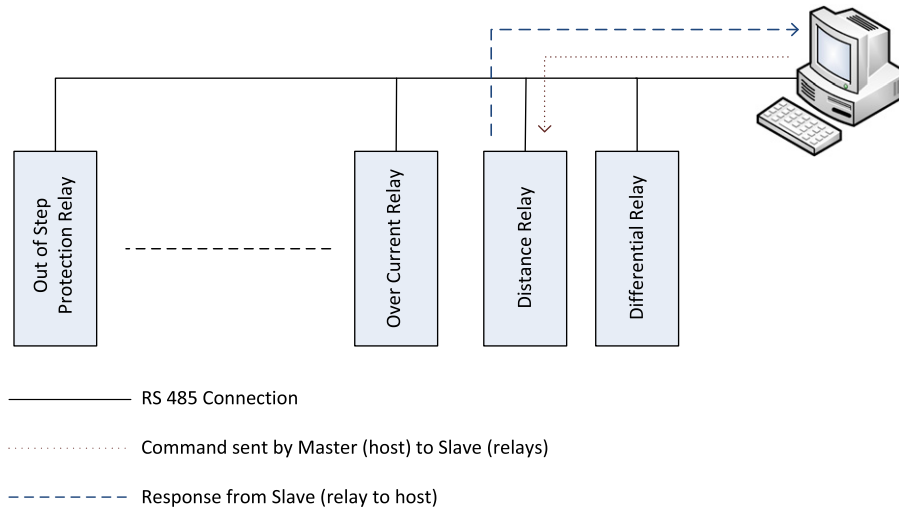 Out of Step
Protection Relay
Over Current Relay
Distance Relay
Differential Relay
RS 485 Connection
Command sent by Master (host) to Slave (relays)
Response from Slave (relay to host)